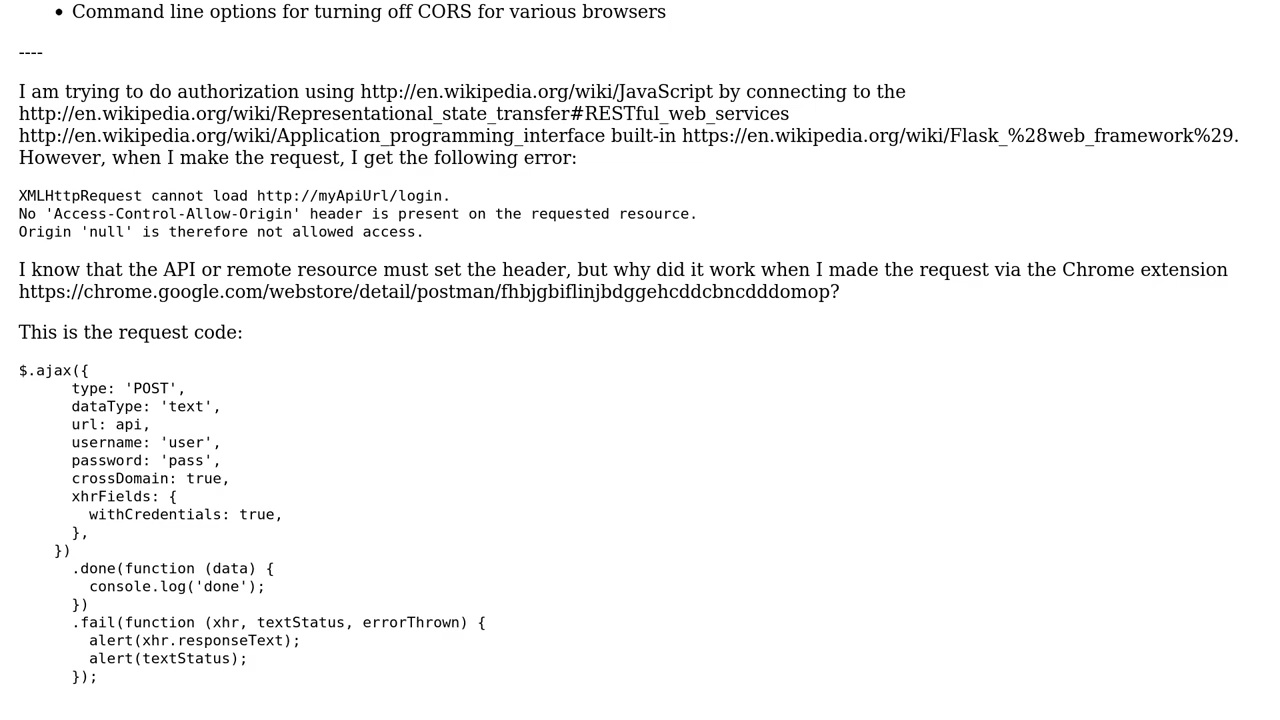 • Command line options for turning off CORS for various browsers
----
I am trying to do authorization using http://en.wikipedia.org/wiki/JavaScript by connecting to the
http://en.wikipedia.org/wiki/Representational_state_transfer#RESTful_web_services
http://en.wikipedia.org/wiki/Application_programming_interface built-in https://en.wikipedia.org/wiki/Flask_%28web_framework%29.
However, when I make the request, I get the following error:
XMLHttpRequest cannot load http://myApiUrl/login.
No 'Access-Control-Allow-Origin' header is present on the requested resource.
Origin 'null' is therefore not allowed access.
I know that the API or remote resource must set the header, but why did it work when I made the request via the Chrome extension
https://chrome.google.com/webstore/detail/postman/fhbjgbiflinjbdggehcddcbncdddomop?
This is the request code:
$.ajax({
      type: 'POST',
      dataType: 'text',
      url: api,
      username: 'user',
      password: 'pass',
      crossDomain: true,
      xhrFields: {
        withCredentials: true,
      },
    })
      .done(function (data) {
        console.log('done');
      })
      .fail(function (xhr, textStatus, errorThrown) {
        alert(xhr.responseText);
        alert(textStatus);
      });